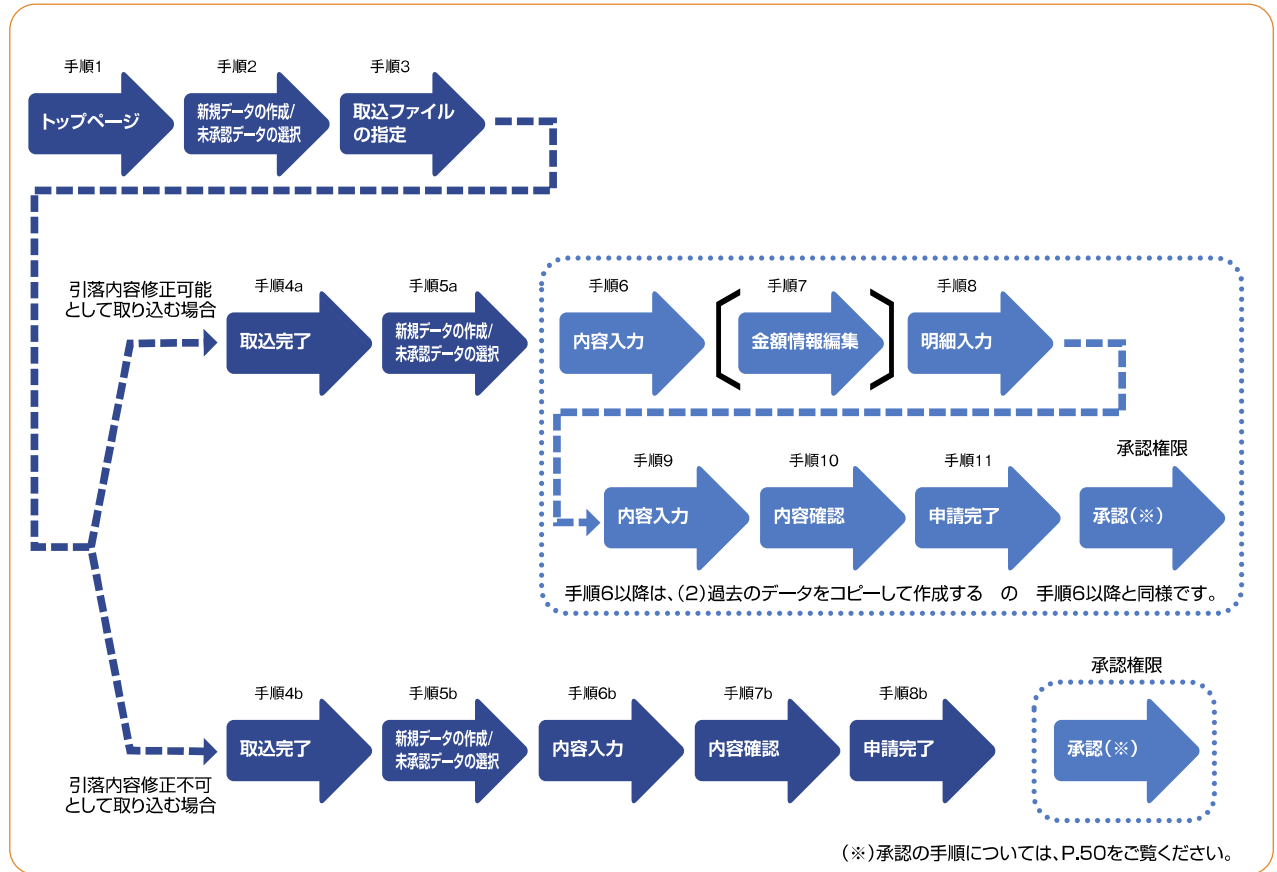 手順1
トップページ
手順2
新規データの作成/
未承認データの選択
手順3
取込ファイル
の指定
引落内容修正可能
として取り込む場合
手順4a
取込完了
手順5a
新規データの作成/
未承認データの選択
手順6
内容入力
手順7
金額情報編集
手順8
明細入力
手順9
内容入力
手順10
内容確認
手順11
申請完了
承認権限
承認(※)
手順6以降は、(2)過去のデータをコピーして作成する の 手順6以降と同様です。
引落内容修正不可
として取り込む場合
手順4b
取込完了
手順5b
新規データの作成/
未承認データの選択
手順6b
内容入力
手順7b
内容確認
手順8b
申請完了
承認権限
承認(※)
(※)承認の手順については、P.50をご覧ください。